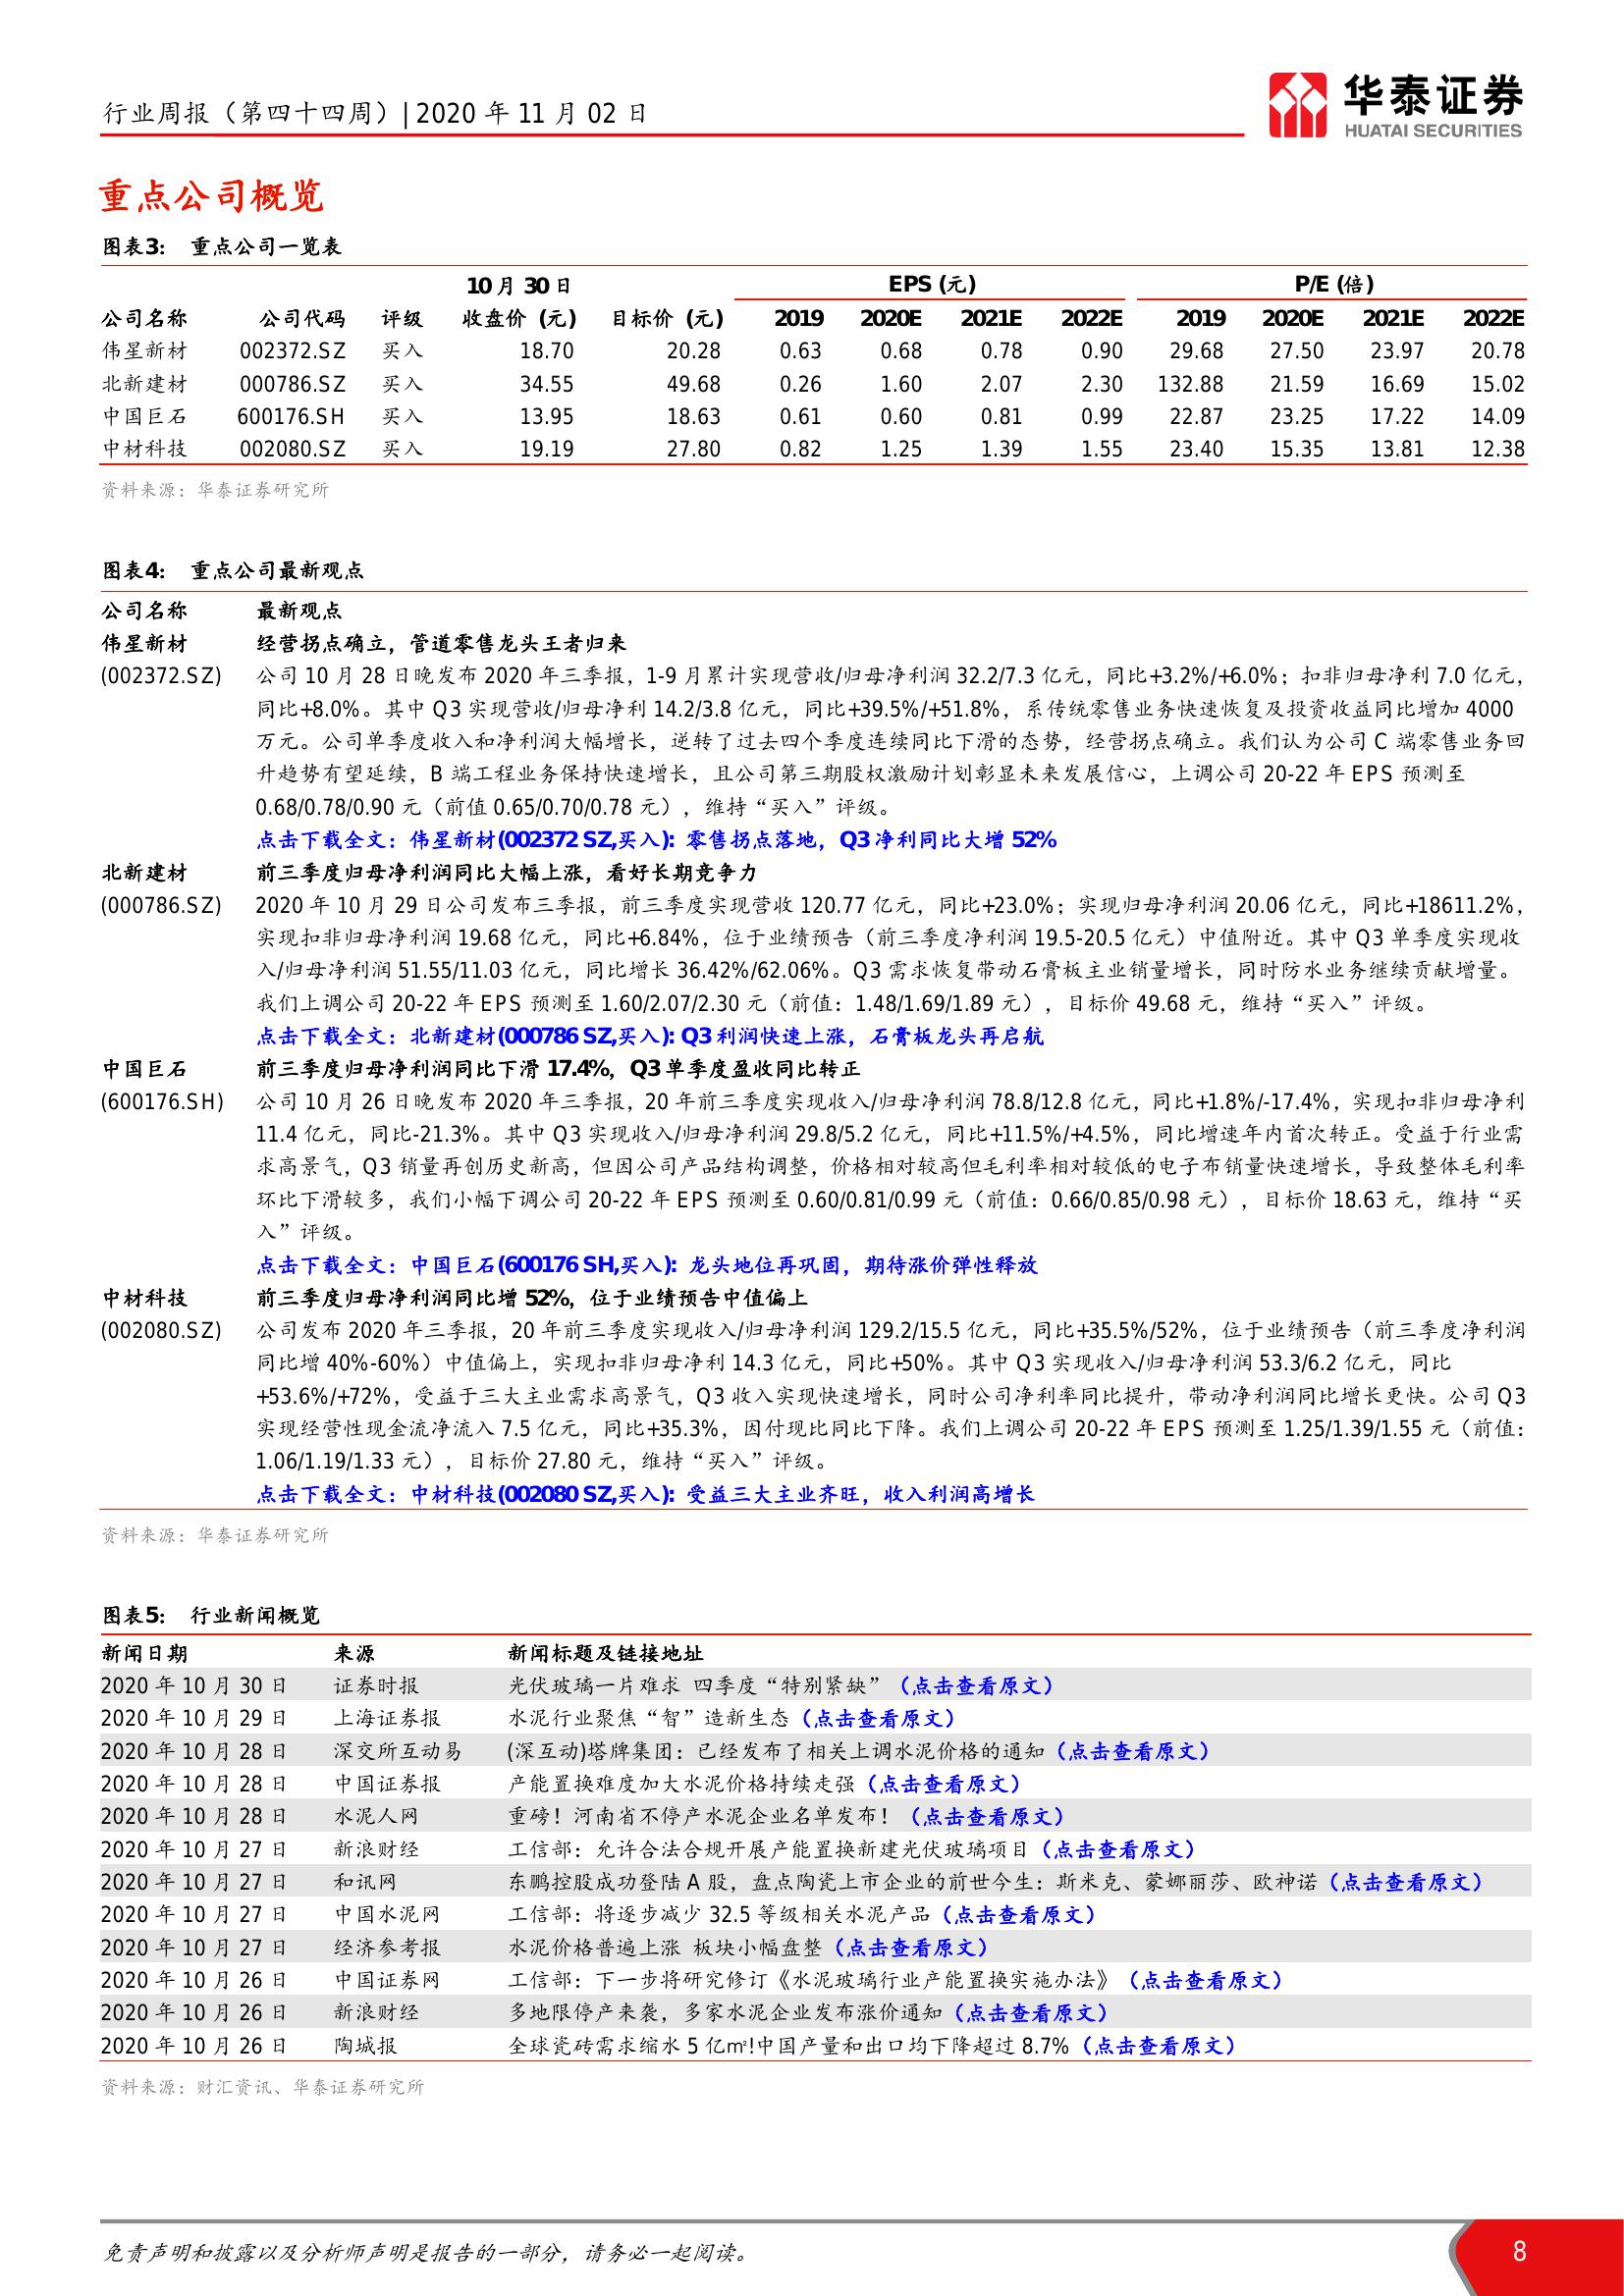 行业周报（第四十四周）| 2020 年 11 月 02 日
华泰证券
HUATAI SECURITIES
重点公司概览
图表3： 重点公司一览表
10 月 30 日 EPS (元) P/E (倍)
公司名称 公司代码 评级 收盘价 (元) 目标价 (元) 2019 2020E 2021E 2022E 2019 2020E 2021E 2022E
伟星新材 002372.SZ 买入 18.70 20.28 0.63 0.68 0.78 0.90 29.68 27.50 23.97 20.78
北新建材 000786.SZ 买入 34.55 49.68 0.26 1.60 2.07 2.30 132.88 21.59 16.69 15.02
中国巨石 600176.SH 买入 13.95 18.63 0.61 0.60 0.81 0.99 22.87 23.25 17.22 14.09
中材科技 002080.SZ 买入 19.19 27.80 0.82 1.25 1.39 1.55 23.40 15.35 13.81 12.38
资料来源：华泰证券研究所
图表4： 重点公司最新观点
公司名称 最新观点
伟星新材 经营拐点确立，管道零售龙头王者归来
(002372.SZ) 公司 10 月 28 日晚发布 2020 年三季报，1-9 月累计实现营收/归母净利润 32.2/7.3 亿元，同比+3.2%/+6.0%；扣非归母净利 7.0 亿元，
同比+8.0%。其中 Q3 实现营收/归母净利 14.2/3.8 亿元，同比+39.5%/+51.8%，系传统零售业务快速恢复及投资收益同比增加 4000
万元。公司单季度收入和净利润大幅增长，逆转了过去四个季度连续同比下滑的态势，经营拐点确立。我们认为公司 C 端零售业务回
升趋势有望延续，B 端工程业务保持快速增长，且公司第三期股权激励计划彰显未来发展信心，上调公司 20-22 年 EPS 预测至
0.68/0.78/0.90 元（前值 0.65/0.70/0.78 元），维持“买入”评级。
点击下载全文：伟星新材(002372 SZ,买入)：零售拐点落地，Q3 净利同比大增 52%
北新建材 前三季度归母净利润同比大幅上涨，看好长期竞争力
(000786.SZ) 2020 年 10 月 29 日公司发布三季报，前三季度实现营收 120.77 亿元，同比+23.0%；实现归母净利润 20.06 亿元，同比+18611.2%，
实现扣非归母净利润 19.68 亿元，同比+6.84%，位于业绩预告（前三季度净利润 19.5-20.5 亿元）中值附近。其中 Q3 单季度实现收
入/归母净利润 51.55/11.03 亿元，同比增长 36.42%/62.06%。Q3 需求恢复带动石膏板主业销量增长，同时防水业务继续贡献增量。
我们上调公司 20-22 年 EPS 预测至 1.60/2.07/2.30 元（前值：1.48/1.69/1.89 元），目标价 49.68 元，维持“买入”评级。
点击下载全文：北新建材(000786 SZ,买入)：Q3 利润快速上涨，石膏板龙头再启航
中国巨石 前三季度归母净利润同比下滑 17.4%，Q3 单季度盈收同比转正
(600176.SH) 公司 10 月 26 日晚发布 2020 年三季报，20 年前三季度实现收入/归母净利润 78.8/12.8 亿元，同比+1.8%/-17.4%，实现扣非归母净利
11.4 亿元，同比-21.3%。其中 Q3 实现收入/归母净利润 29.8/5.2 亿元，同比+11.5%/+4.5%，同比增速年内首次转正。受益于行业需
求高景气，Q3 销量再创历史新高，但因公司产品结构调整，价格相对较高但毛利率相对较低的电子布销量快速增长，导致整体毛利率
环比下滑较多，我们小幅下调公司 20-22 年 EPS 预测至 0.60/0.81/0.99 元（前值：0.66/0.85/0.98 元），目标价 18.63 元，维持“买
入”评级。
点击下载全文：中国巨石(600176 SH,买入)：龙头地位再巩固，期待涨价弹性释放
中材科技 前三季度归母净利润同比增 52%，位于业绩预告中值偏上
(002080.SZ) 公司发布 2020 年三季报，20 年前三季度实现收入/归母净利润 129.2/15.5 亿元，同比+35.5%/52%，位于业绩预告（前三季度净利润
同比增 40%-60%）中值偏上，实现扣非归母净利 14.3 亿元，同比+50%。其中 Q3 实现收入/归母净利润 53.3/6.2 亿元，同比
+53.6%/+72%，受益于三大主业需求高景气，Q3 收入实现快速增长，同时公司净利率同比提升，带动净利润同比增长更快。公司 Q3
实现经营性现金流净流入 7.5 亿元，同比+35.3%，因付现比同比下降。我们上调公司 20-22 年 EPS 预测至 1.25/1.39/1.55 元（前值：
1.06/1.19/1.33 元），目标价 27.80 元，维持“买入”评级。
点击下载全文：中材科技(002080 SZ,买入)：受益三大主业齐旺，收入利润高增长
资料来源：华泰证券研究所
图表5： 行业新闻概览
新闻日期 来源 新闻标题及链接地址
2020 年 10 月 30 日 证券时报 光伏玻璃一片难求 四季度“特别紧缺”（点击查看原文）
2020 年 10 月 29 日 上海证券报 水泥行业聚焦“智”造新生态（点击查看原文）
2020 年 10 月 28 日 深交所互动易 (深互动)塔牌集团：已经发布了相关上调水泥价格的通知（点击查看原文）
2020 年 10 月 28 日 中国证券报 产能置换难度加大水泥价格持续走强（点击查看原文）
2020 年 10 月 28 日 水泥人网 重磅！河南省不停产水泥企业名单发布！（点击查看原文）
2020 年 10 月 27 日 新浪财经 工信部：允许合法合规开展产能置换新建光伏玻璃项目（点击查看原文）
2020 年 10 月 27 日 和讯网 东鹏控股成功登陆 A 股，盘点陶瓷上市企业的前世今生：斯米克、蒙娜丽莎、欧神诺（点击查看原文）
2020 年 10 月 27 日 中国水泥网 工信部：将逐步减少 32.5 等级相关水泥产品（点击查看原文）
2020 年 10 月 27 日 经济参考报 水泥价格普遍上涨 板块小幅盘整（点击查看原文）
2020 年 10 月 26 日 中国证券网 工信部：下一步将研究修订《水泥玻璃行业产能置换实施办法》（点击查看原文）
2020 年 10 月 26 日 新浪财经 多地限停产来袭，多家水泥企业发布涨价通知（点击查看原文）
2020 年 10 月 26 日 陶城报 全球瓷砖需求缩水 5 亿㎡!中国产量和出口均下降超过 8.7%（点击查看原文）
资料来源：财汇资讯、华泰证券研究所
免责声明和披露以及分析师声明是报告的一部分，请务必一起阅读。 8